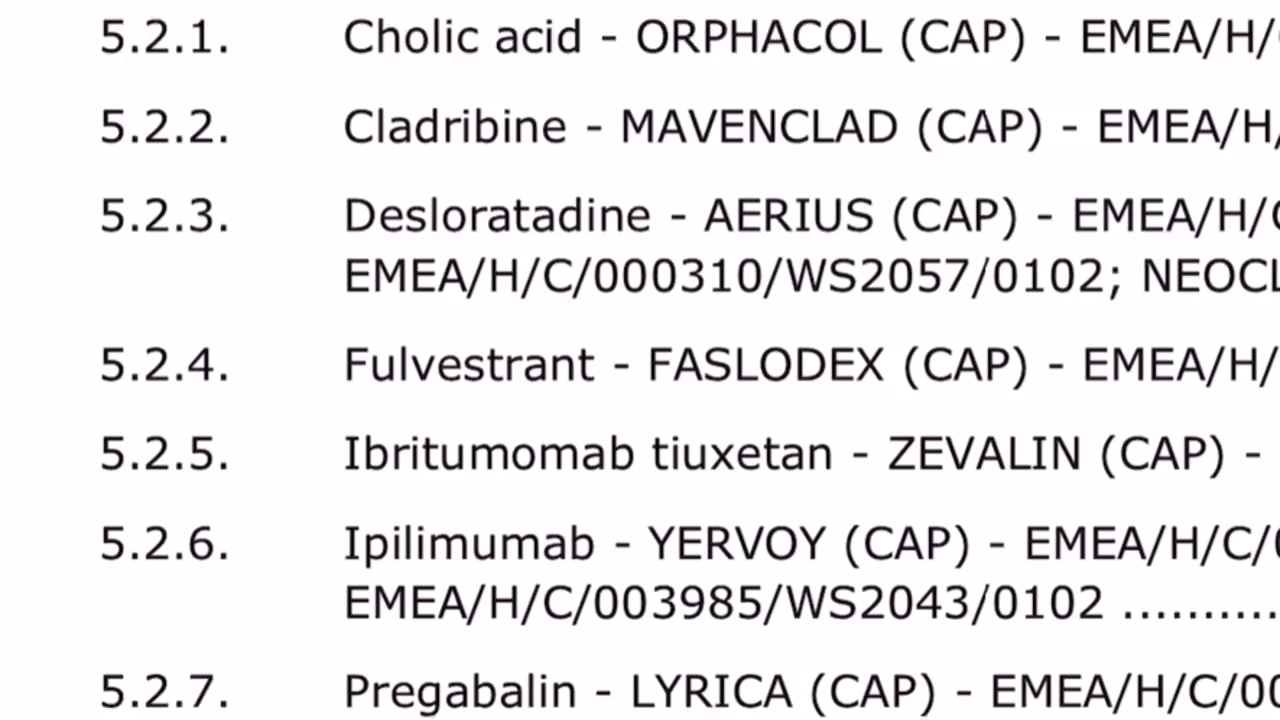 5.2.1. Cholic acid - ORPHACOL (CAP) - EMEA/H/
5.2.2. Cladribine - MAVENCLAD (CAP) - EMEA/H/
5.2.3. Desloratadine - AERIUS (CAP) - EMEA/H/C
EMEA/H/C/000310/WS2057/0102; NEOCL
5.2.4. Fulvestrant - FASLODEX (CAP) - EMEA/H/
5.2.5. Ibritumomab tiuxetan - ZEVALIN (CAP) -
5.2.6. Ipilimumab - YERVOY (CAP) - EMEA/H/C/0
EMEA/H/C/003985/WS2043/0102 ..........
5.2.7. Pregabalin - LYRICA (CAP) - EMEA/H/C/00